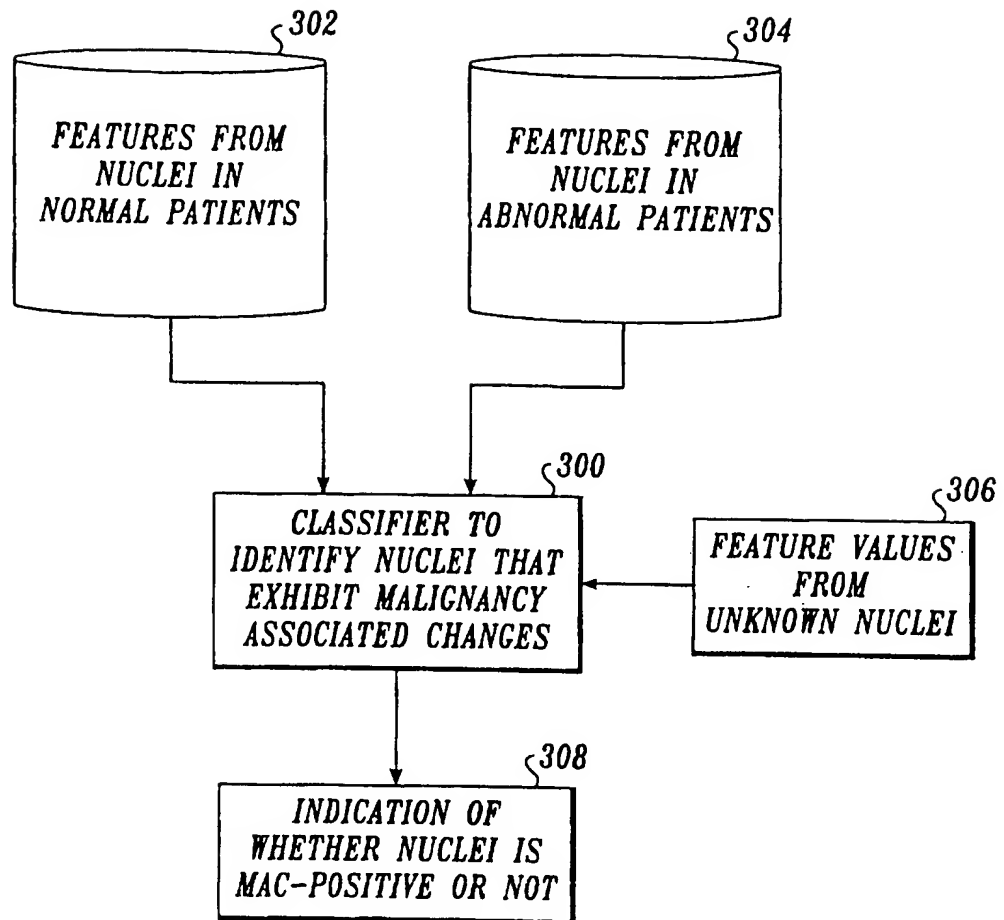 302
304
FEATURES FROM
NUCLEI IN
NORMAL PATIENTS
FEATURES FROM
NUCLEI IN
ABNORMAL PATIENTS
300
CLASSIFIER TO
IDENTIFY NUCLEI THAT
EXHIBIT MALIGNANCY
ASSOCIATED CHANGES
306
FEATURE VALUES
FROM
UNKNOWN NUCLEI
308
INDICATION OF
WHETHER NUCLEI IS
MAC-POSITIVE OR NOT